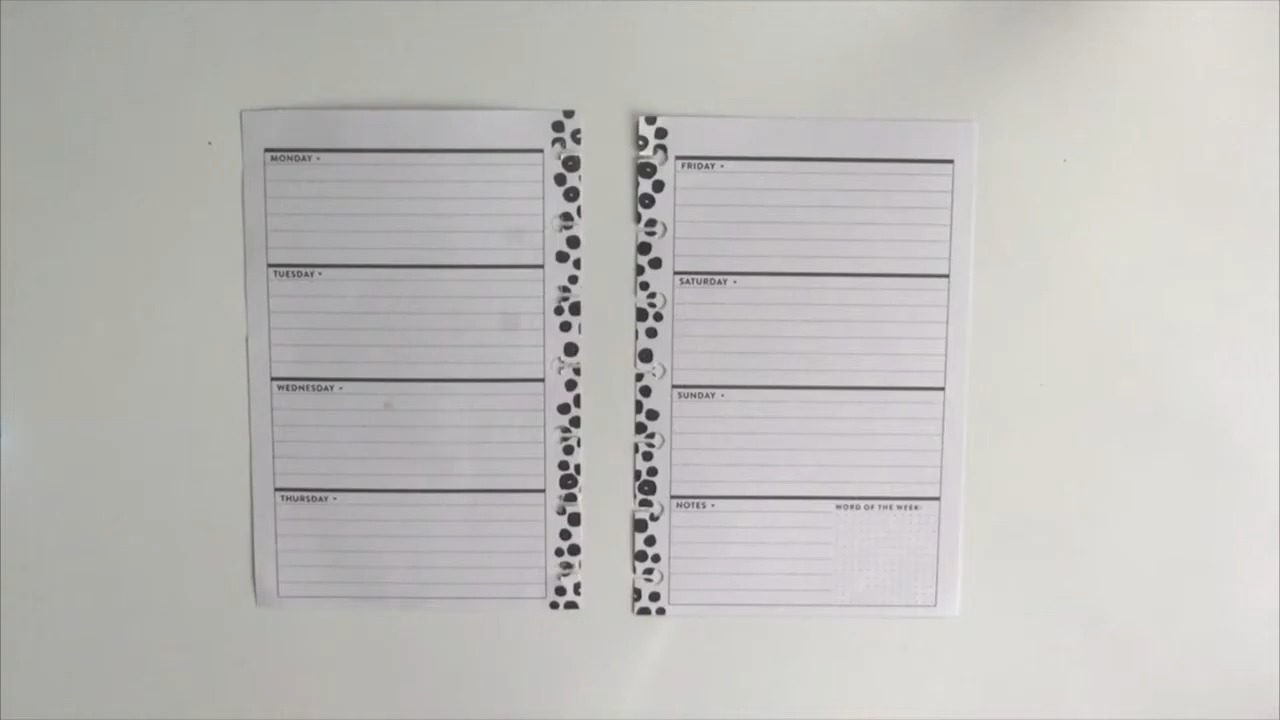 MONDAY
TUESDAY
WEDNESDAY
THURSDAY
FRIDAY
SATURDAY
SUNDAY
NOTES
WORD OF THE WEEK: